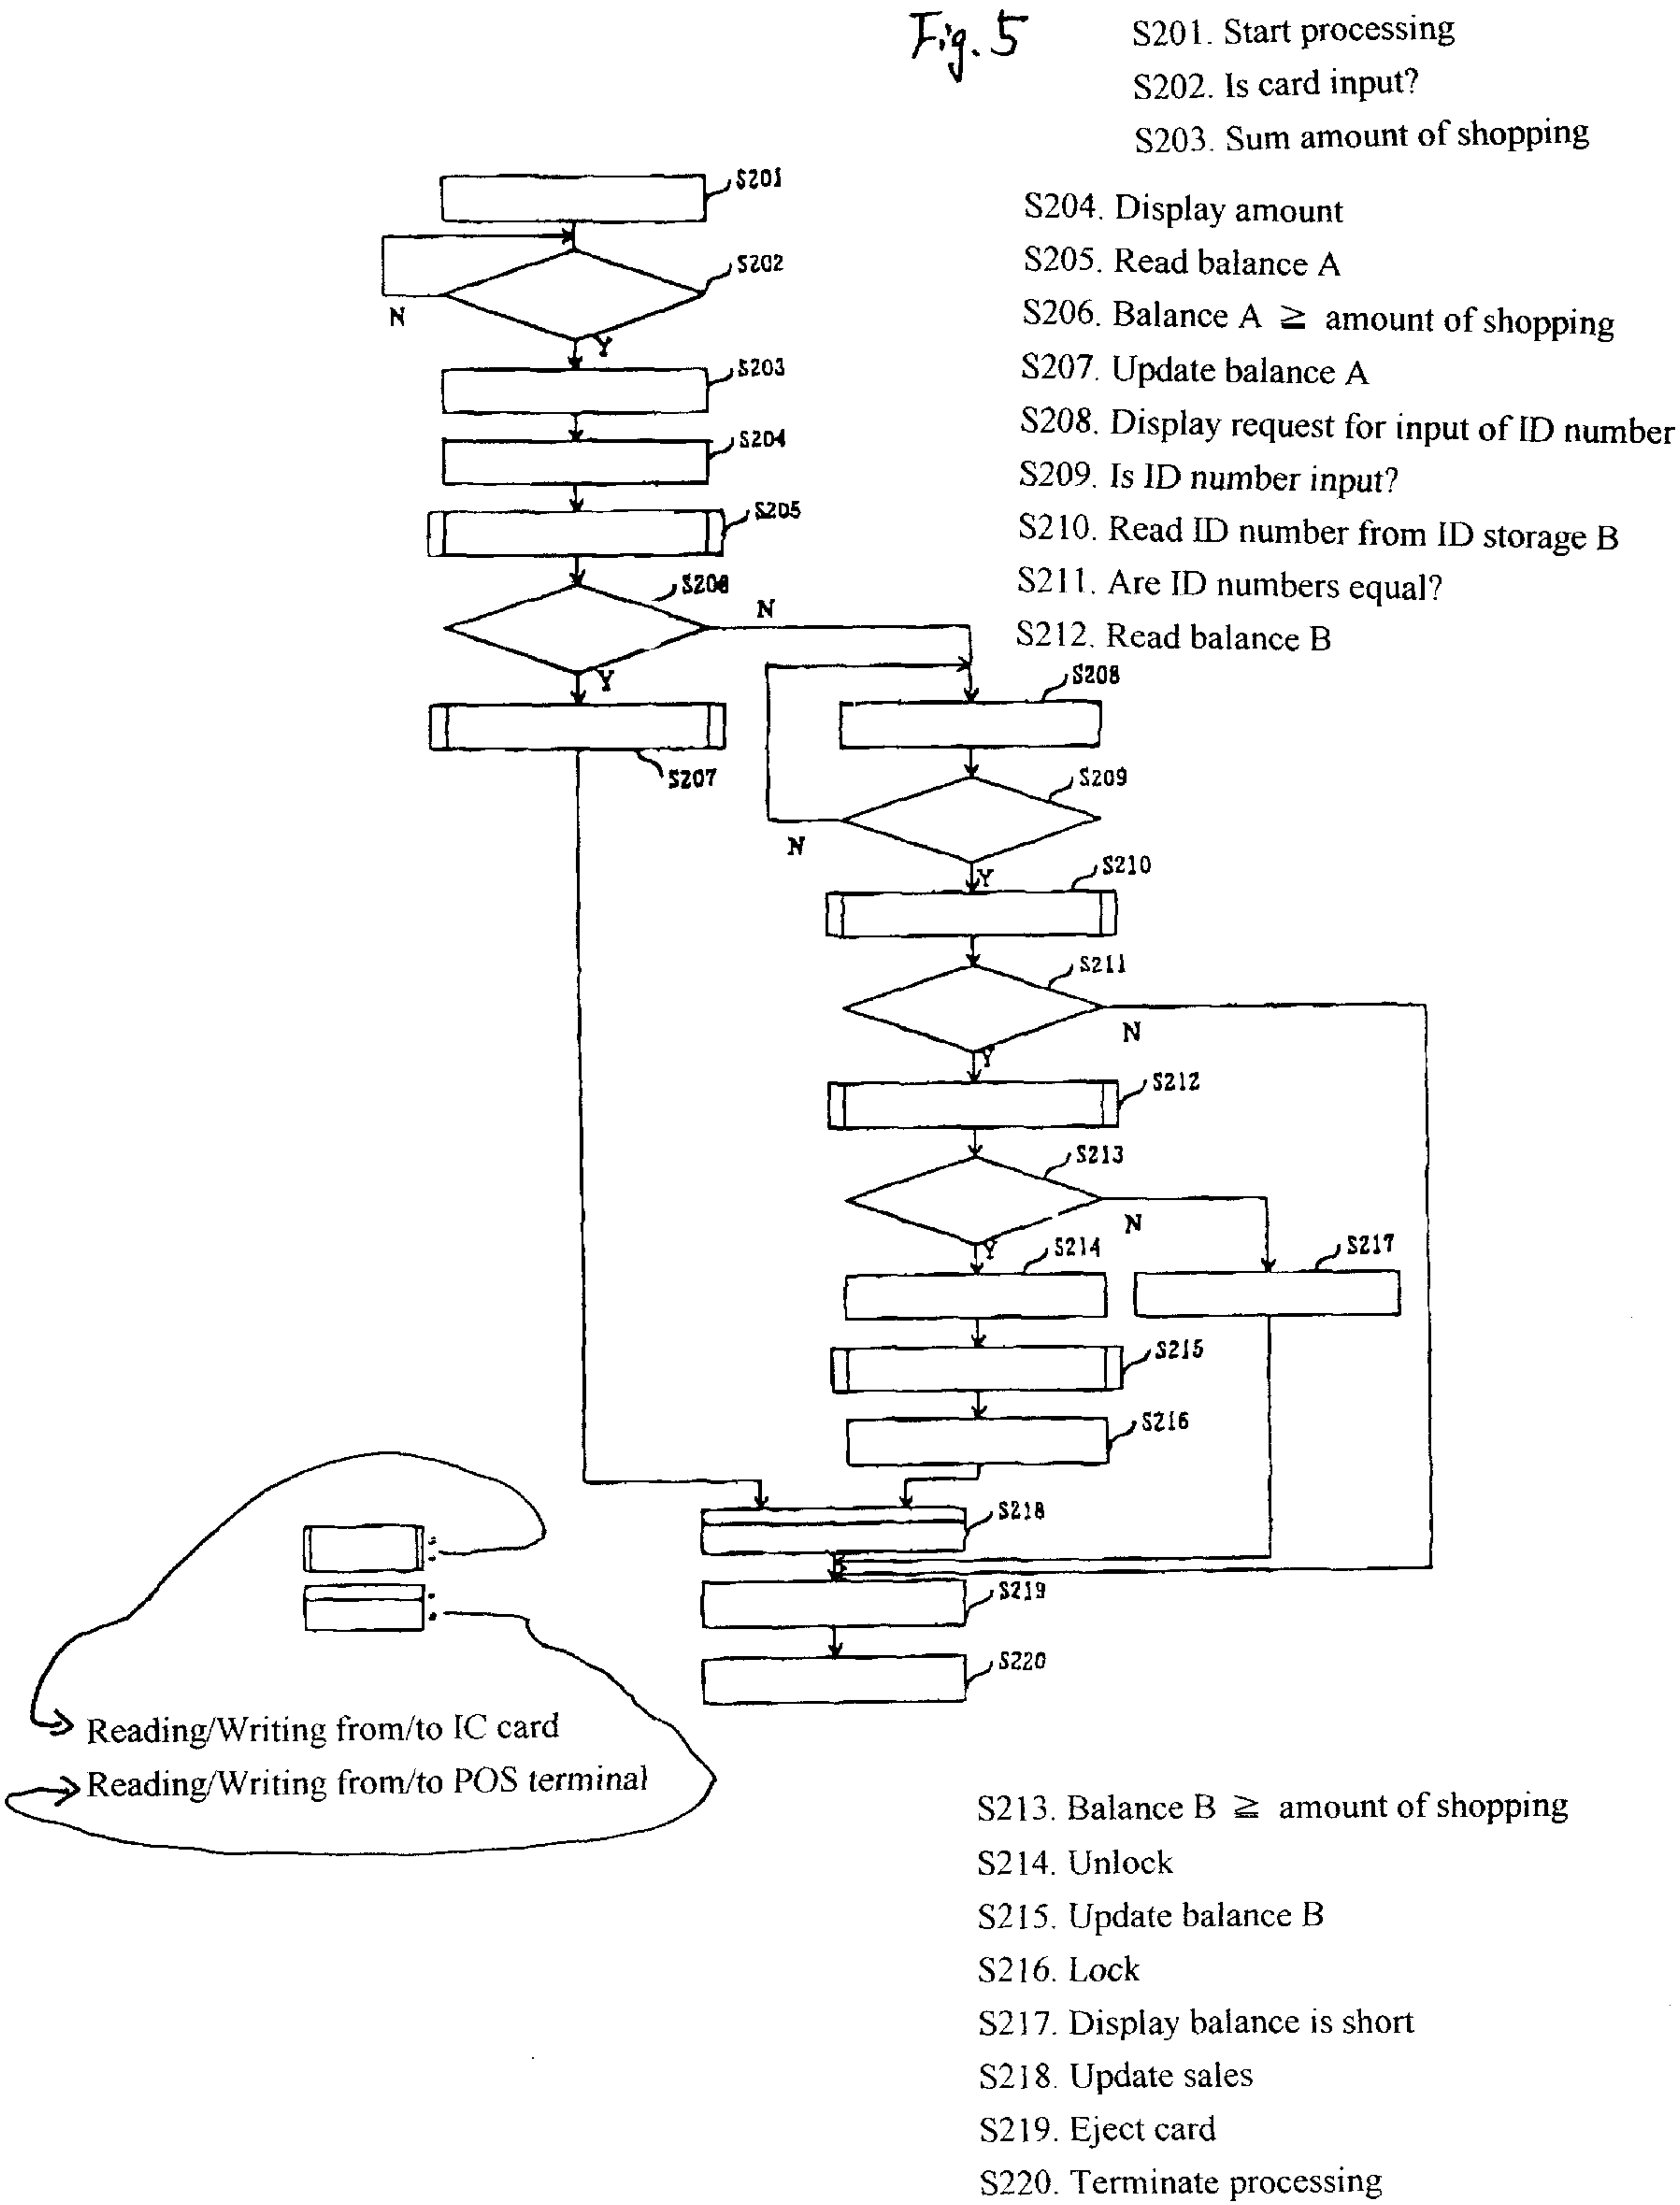 Fig. 5
S201. Start processing
S202. Is card input?
S203. Sum amount of shopping
S204. Display amount
S205. Read balance A
S206. Balance A ≧ amount of shopping
S207. Update balance A
S208. Display request for input of ID number
S209. Is ID number input?
S210. Read ID number from ID storage B
S211. Are ID numbers equal?
S212. Read balance B
S201
S202
N
Y
S203
S204
S205
S206
N
Y
S207
S208
S209
N
Y
S210
S211
N
Y
S212
S213
N
Y
S214
S217
S215
S216
S218
:
:
S219
S220
Reading/Writing from/to IC card
Reading/Writing from/to POS terminal
S213. Balance B ≧ amount of shopping
S214. Unlock
S215. Update balance B
S216. Lock
S217. Display balance is short
S218. Update sales
S219. Eject card
S220. Terminate processing